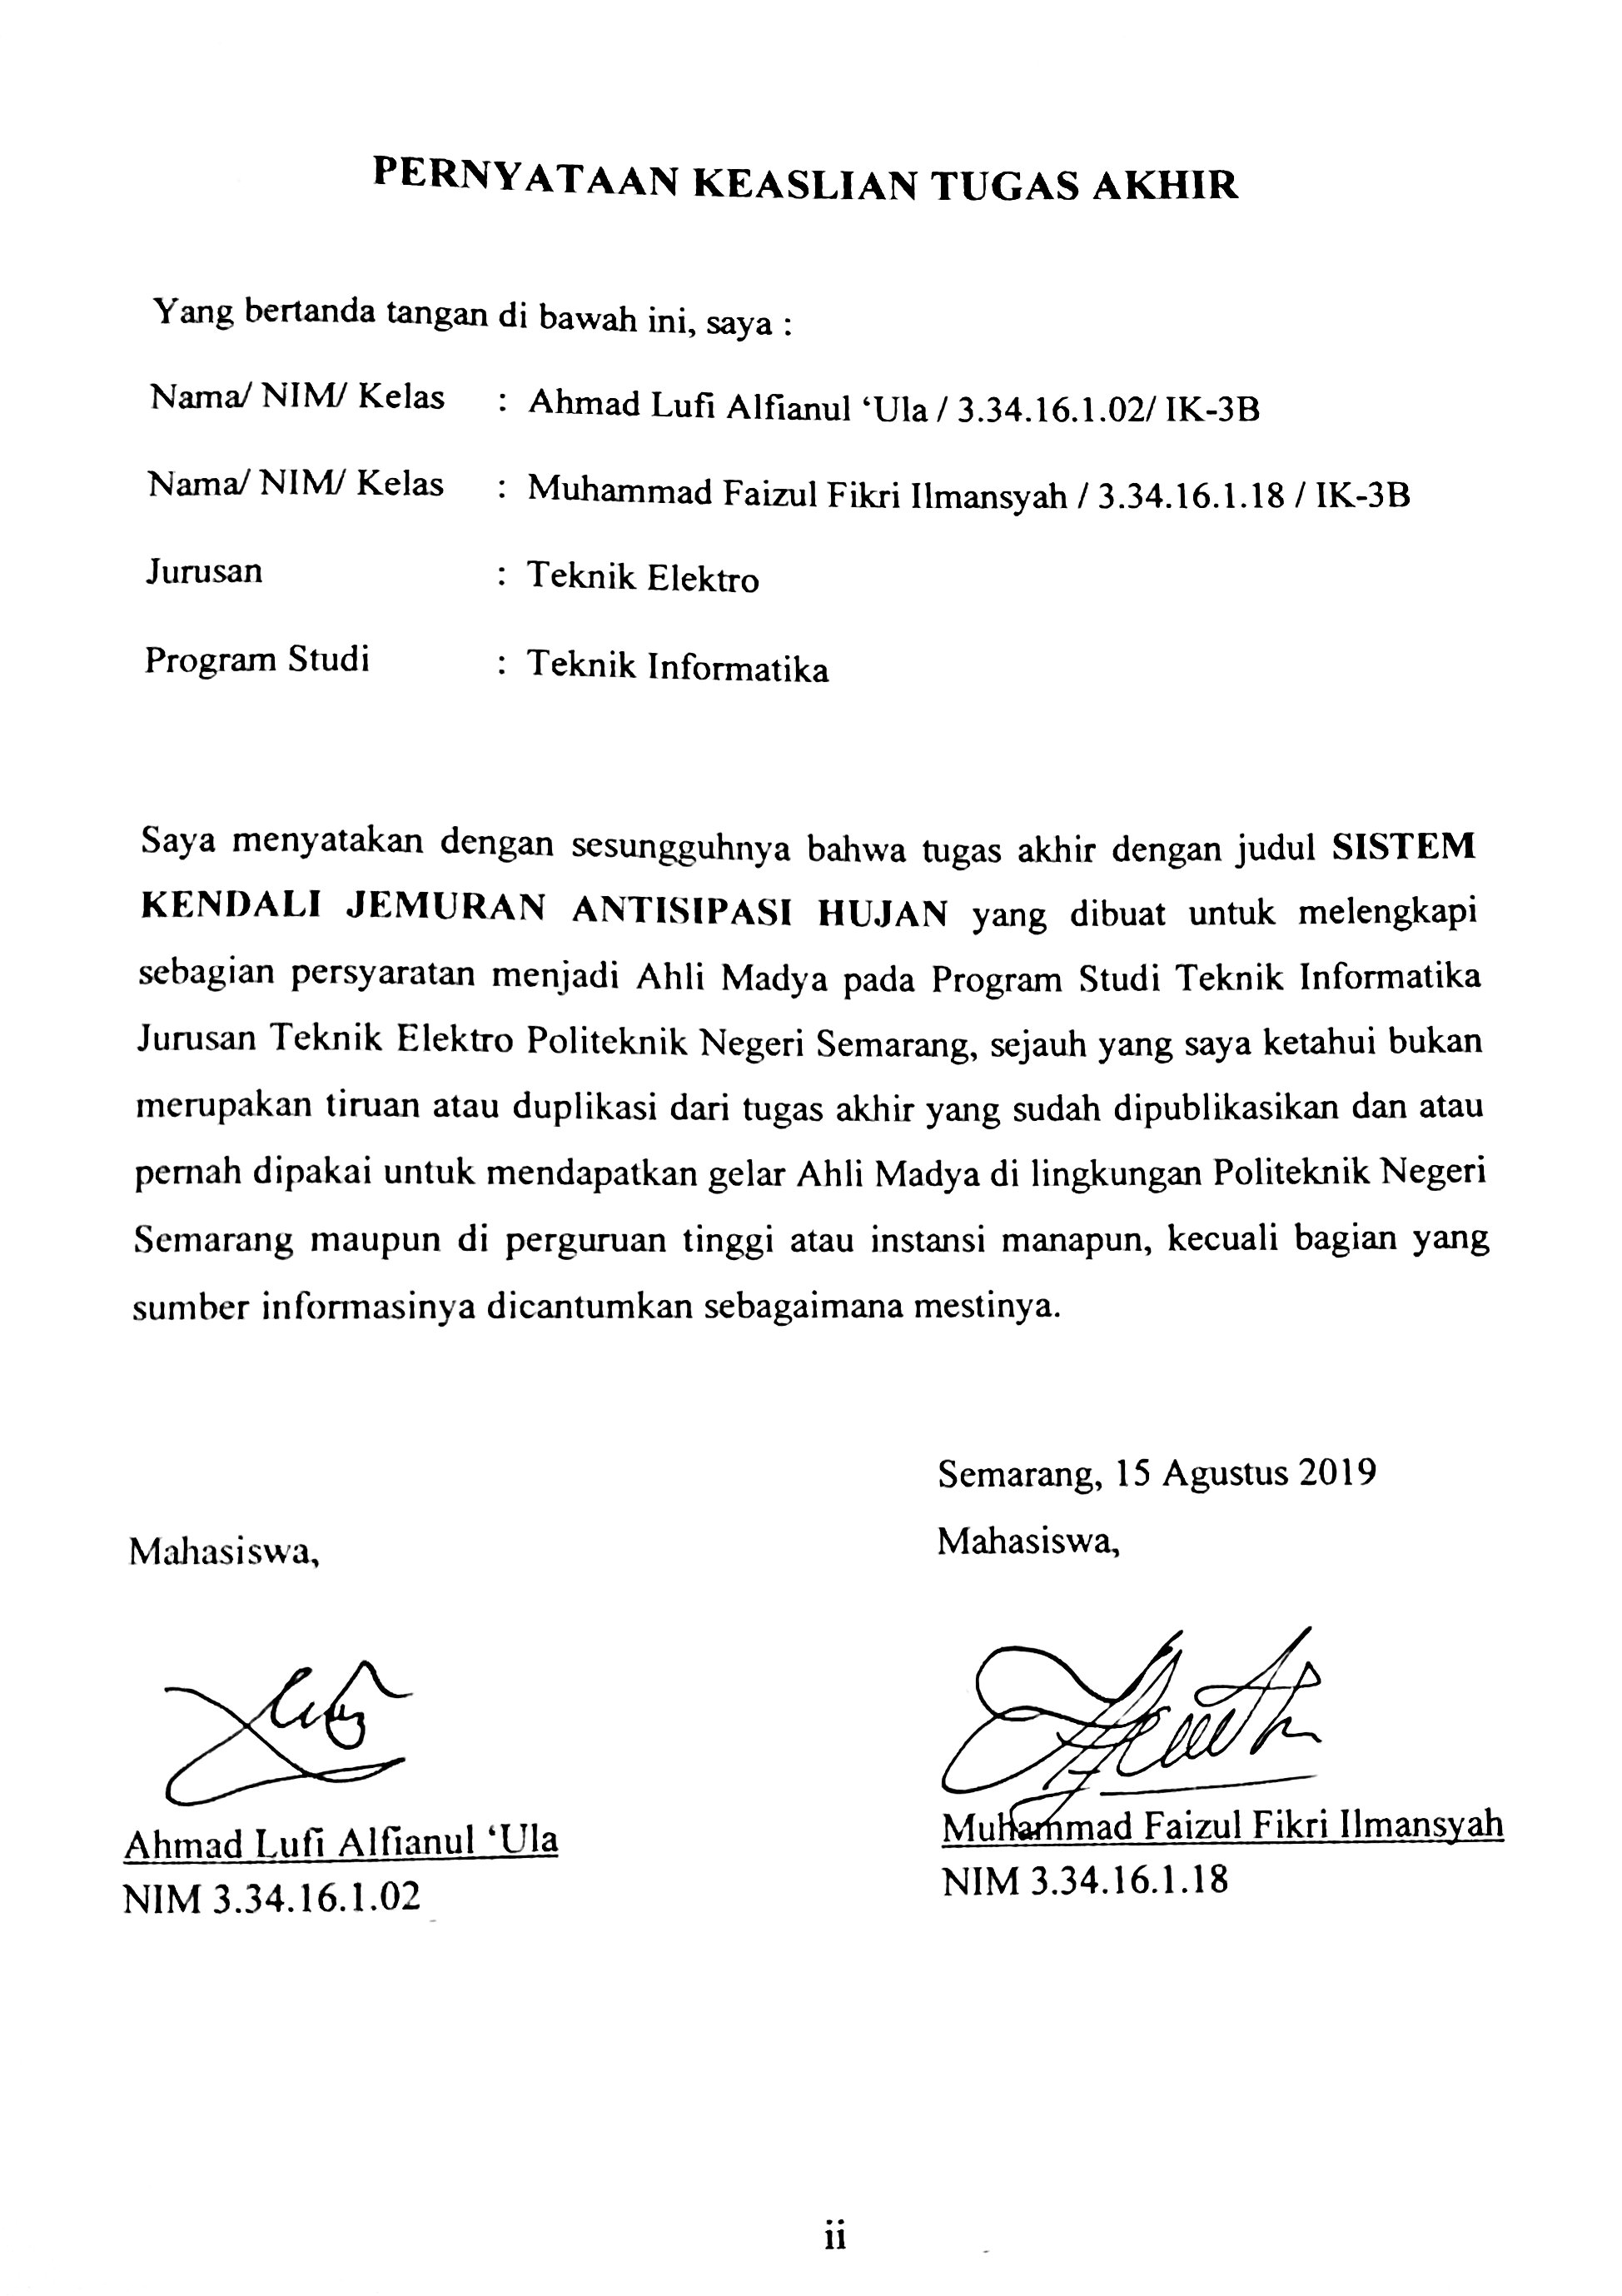 PERNYATAAN KEASLIAN TUGAS AKHIR
Yang bertanda tangan di bawah ini, saya :
Nama/ NIM/ Kelas : Ahmad Lufi Alfianul ‘Ula / 3.34.16.1.02/ IK-3B
Nama/ NIM/ Kelas : Muhammad Faizul Fikri Ilmansyah / 3.34.16.1.18 / IK-3B
Jurusan : Teknik Elektro
Program Studi : Teknik Informatika
Saya menyatakan dengan sesungguhnya bahwa tugas akhir dengan judul SISTEM
KENDALI JEMURAN ANTISIPASI HUJAN yang dibuat untuk melengkapi
sebagian persyaratan menjadi Ahli Madya pada Program Studi Teknik Informatika
Jurusan Teknik Elektro Politeknik Negeri Semarang, sejauh yang saya ketahui bukan
merupakan tiruan atau duplikasi dari tugas akhir yang sudah dipublikasikan dan atau
pernah dipakai untuk mendapatkan gelar Ahli Madya di lingkungan Politeknik Negeri
Semarang maupun di perguruan tinggi atau instansi manapun, kecuali bagian yang
sumber informasinya dicantumkan sebagaimana mestinya.
Semarang, 15 Agustus 2019
Mahasiswa,
Mahasiswa,
Ahmad Lufi Alfianul ‘Ula
Muhammad Faizul Fikri Ilmansyah
NIM 3.34.16.1.02
NIM 3.34.16.1.18
ii